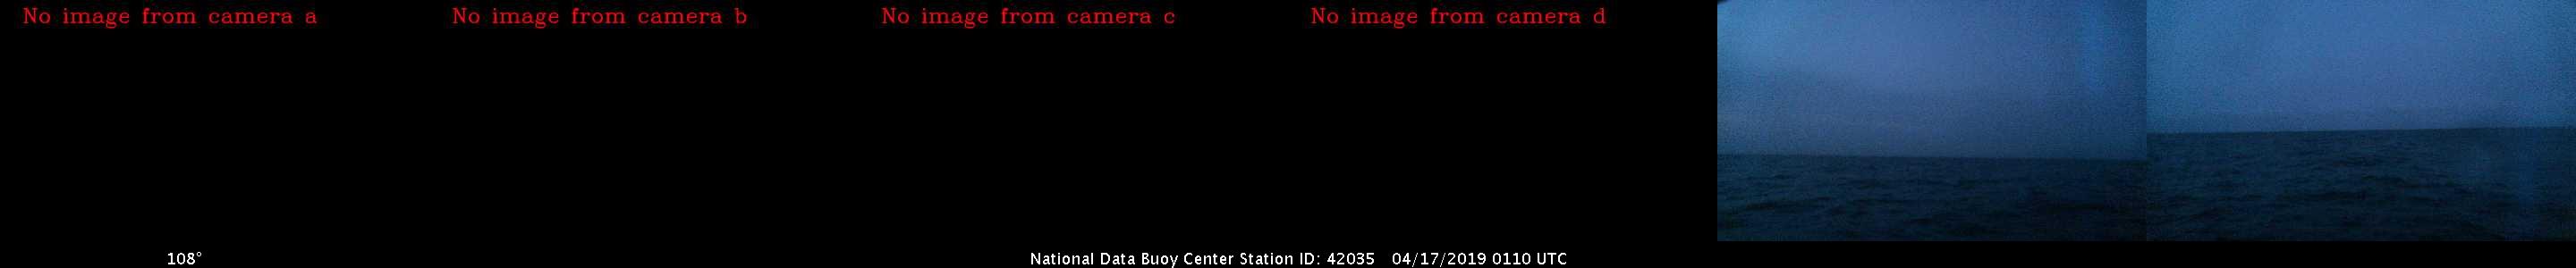 No image from camera a
No image from camera b
No image from camera c
No image from camera d
108°
National Data Buoy Center Station ID: 42035 04/17/2019 0110 UTC